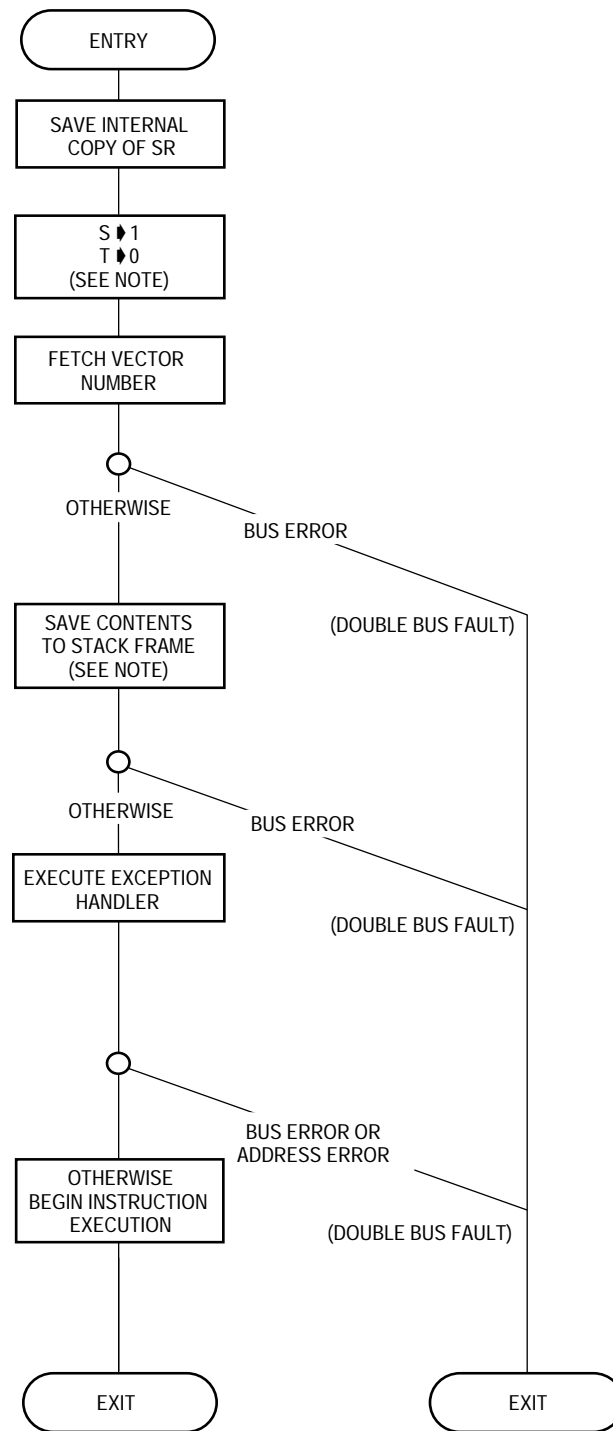 ENTRY
SAVE INTERNAL
COPY OF SR
S ➧ 1
T ➧ 0
(SEE NOTE)
FETCH VECTOR
NUMBER
OTHERWISE
BUS ERROR
(DOUBLE BUS FAULT)
SAVE CONTENTS
TO STACK FRAME
(SEE NOTE)
OTHERWISE
BUS ERROR
EXECUTE EXCEPTION
HANDLER
(DOUBLE BUS FAULT)
BUS ERROR OR
ADDRESS ERROR
OTHERWISE
BEGIN INSTRUCTION
EXECUTION
(DOUBLE BUS FAULT)
EXIT
EXIT